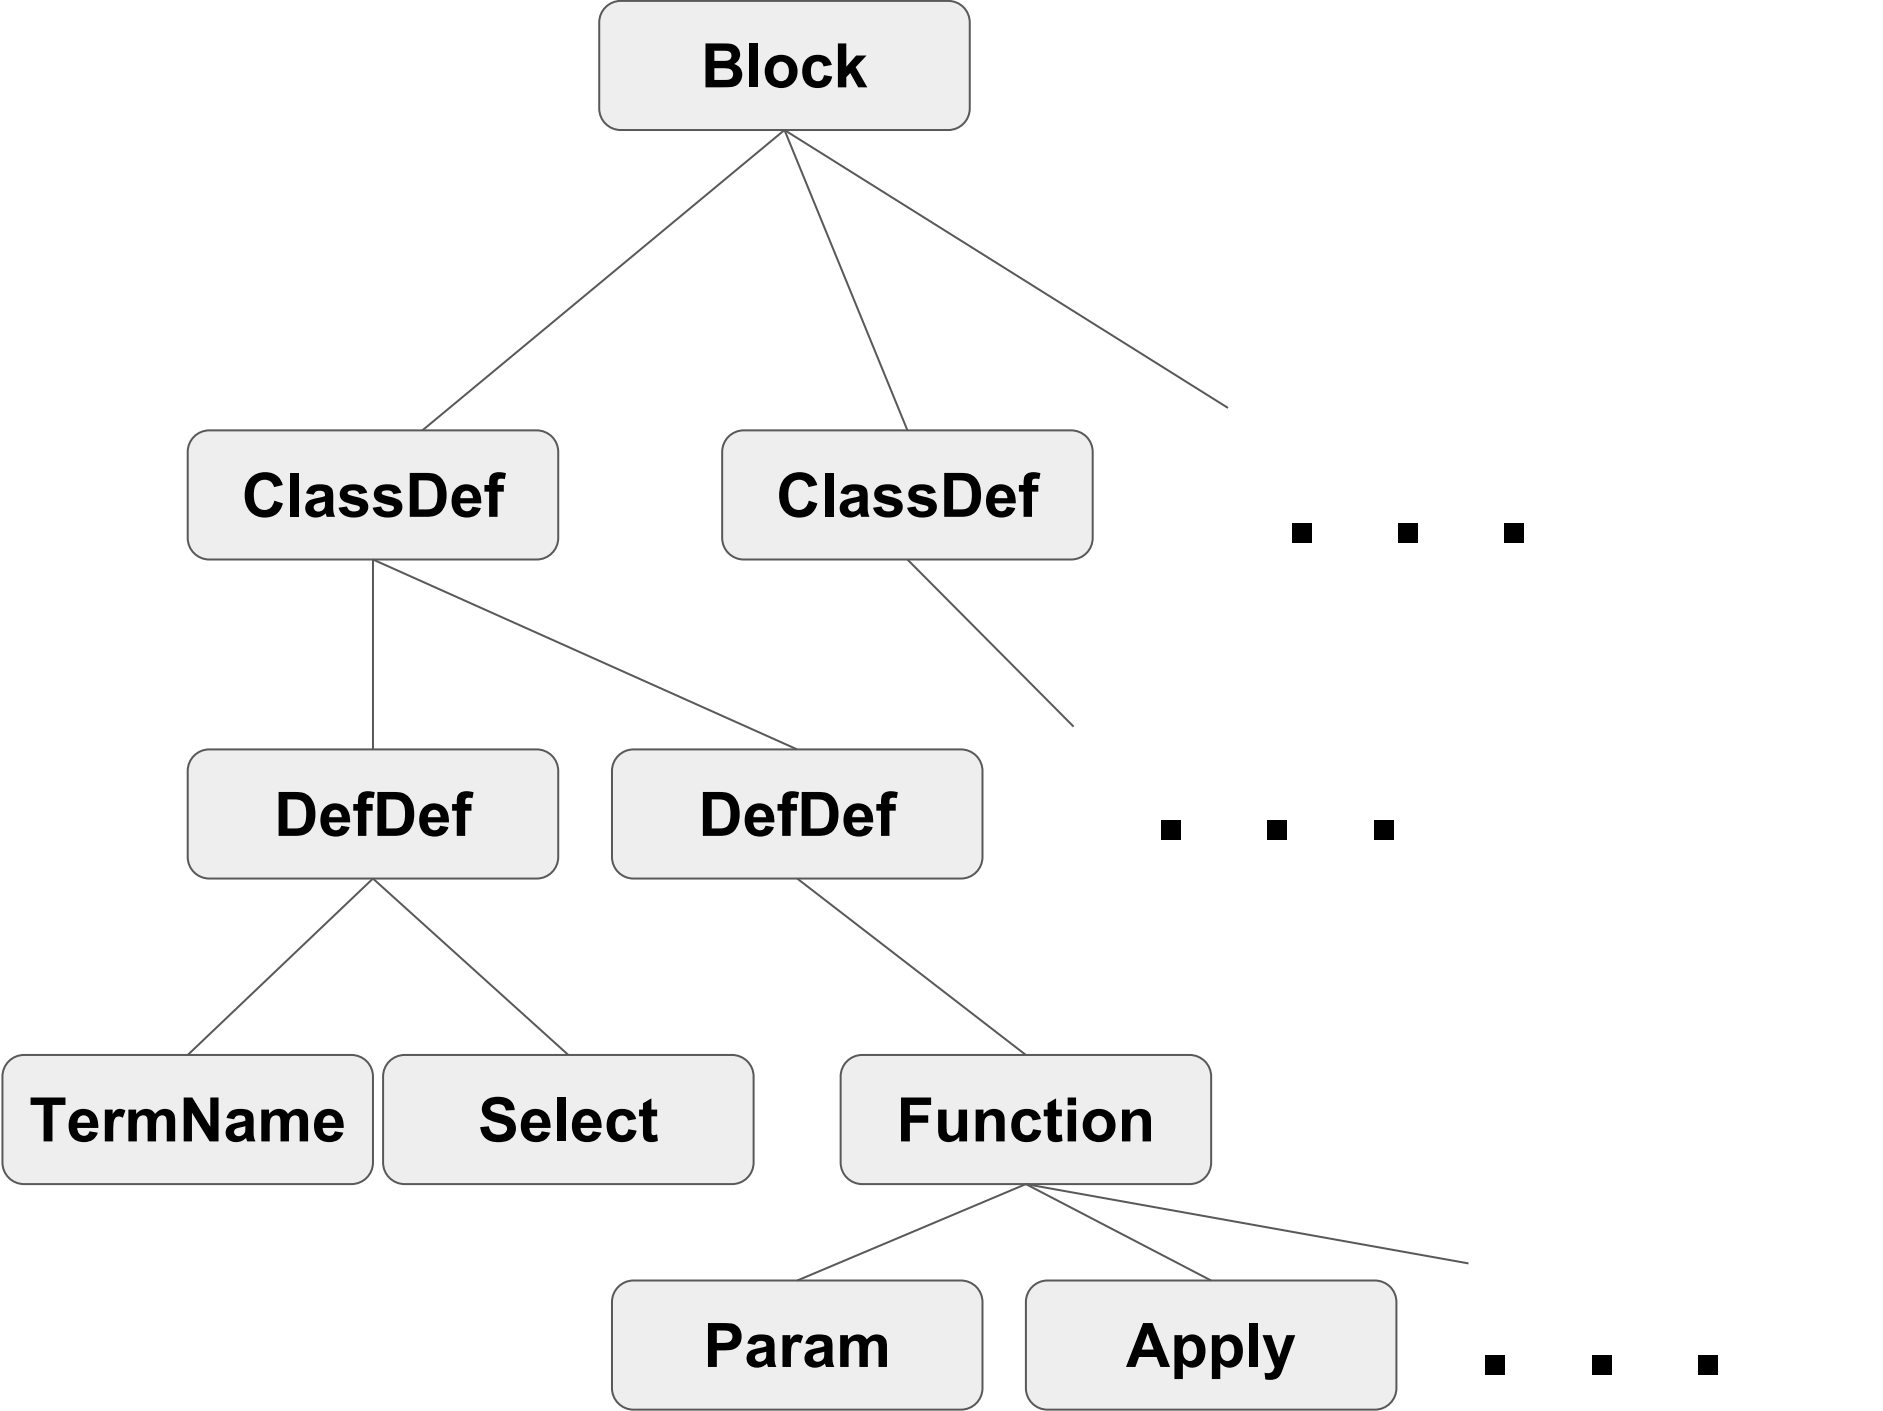 Block
ClassDef
ClassDef
. . .
DefDef
DefDef
. . .
TermName
Select
Function
Param
Apply
. . .